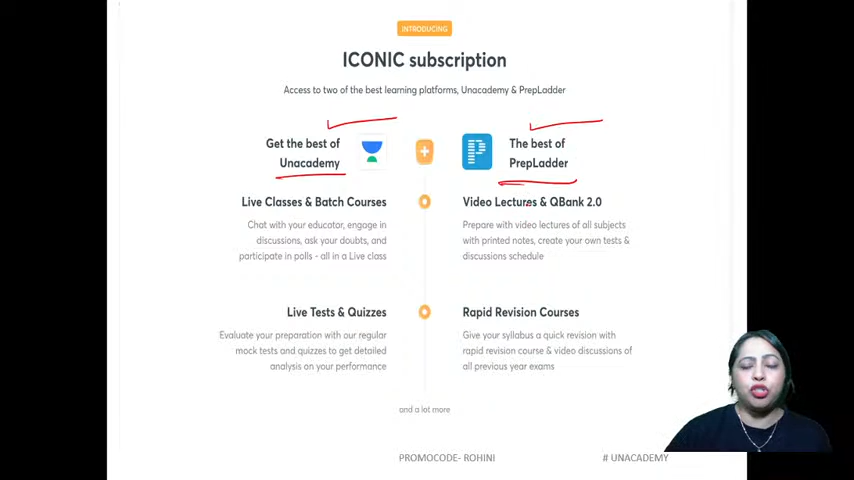 INTRODUCING
ICONIC subscription
Access to two of the best learning platforms, Unacademy & PrepLadder
Get the best of
Unacademy
The best of
PrepLadder
Live Classes & Batch Courses
Chat with your educator, engage in
discussions, ask your doubts, and
participate in polls - all in a Live class
Video Lectures & QBank 2.0
Prepare with video lectures of all subjects
with printed notes, create your own tests &
discussions schedule
Live Tests & Quizzes
Evaluate your preparation with our regular
mock tests and quizzes to get detailed
analysis on your performance
Rapid Revision Courses
Give your syllabus a quick revision with
rapid revision course & video discussions of
all previous year exams
and a lot more
PROMOCODE- ROHINI
# UNACADEMY